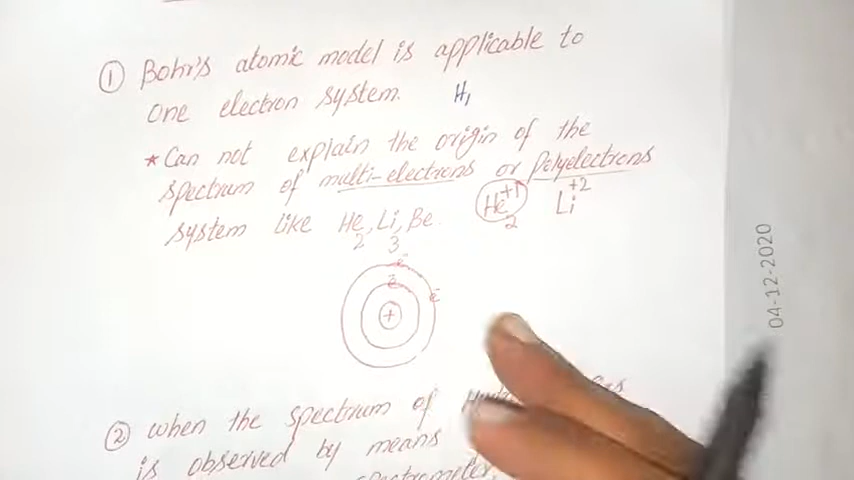 ① Bohr's atomic model is applicable to
one electron system. H,
* Can not explain the origin of the
spectrum of multi-electrons or polyelectrons
system like He, Li, Be. He+1 Li+2
2 3 2
e-
2
e-
+
② when the spectrum of
is observed by means
spectrometer,
04-12-2020